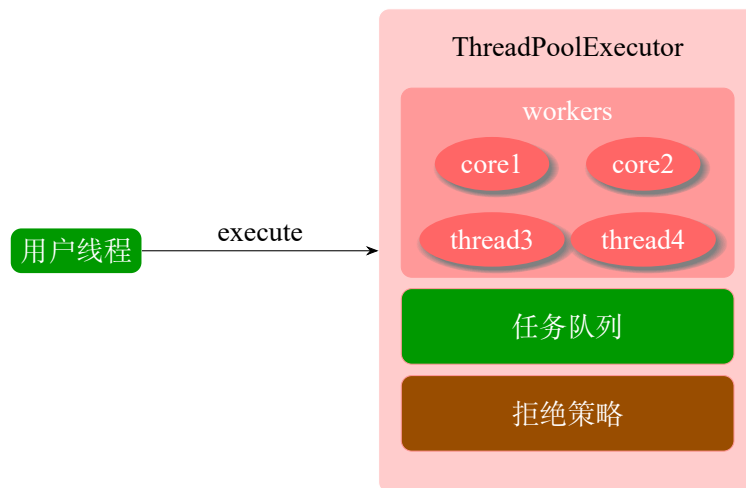 ThreadPoolExecutor
workers
core1 core2
用户线程 execute
thread3 thread4
任务队列
拒绝策略